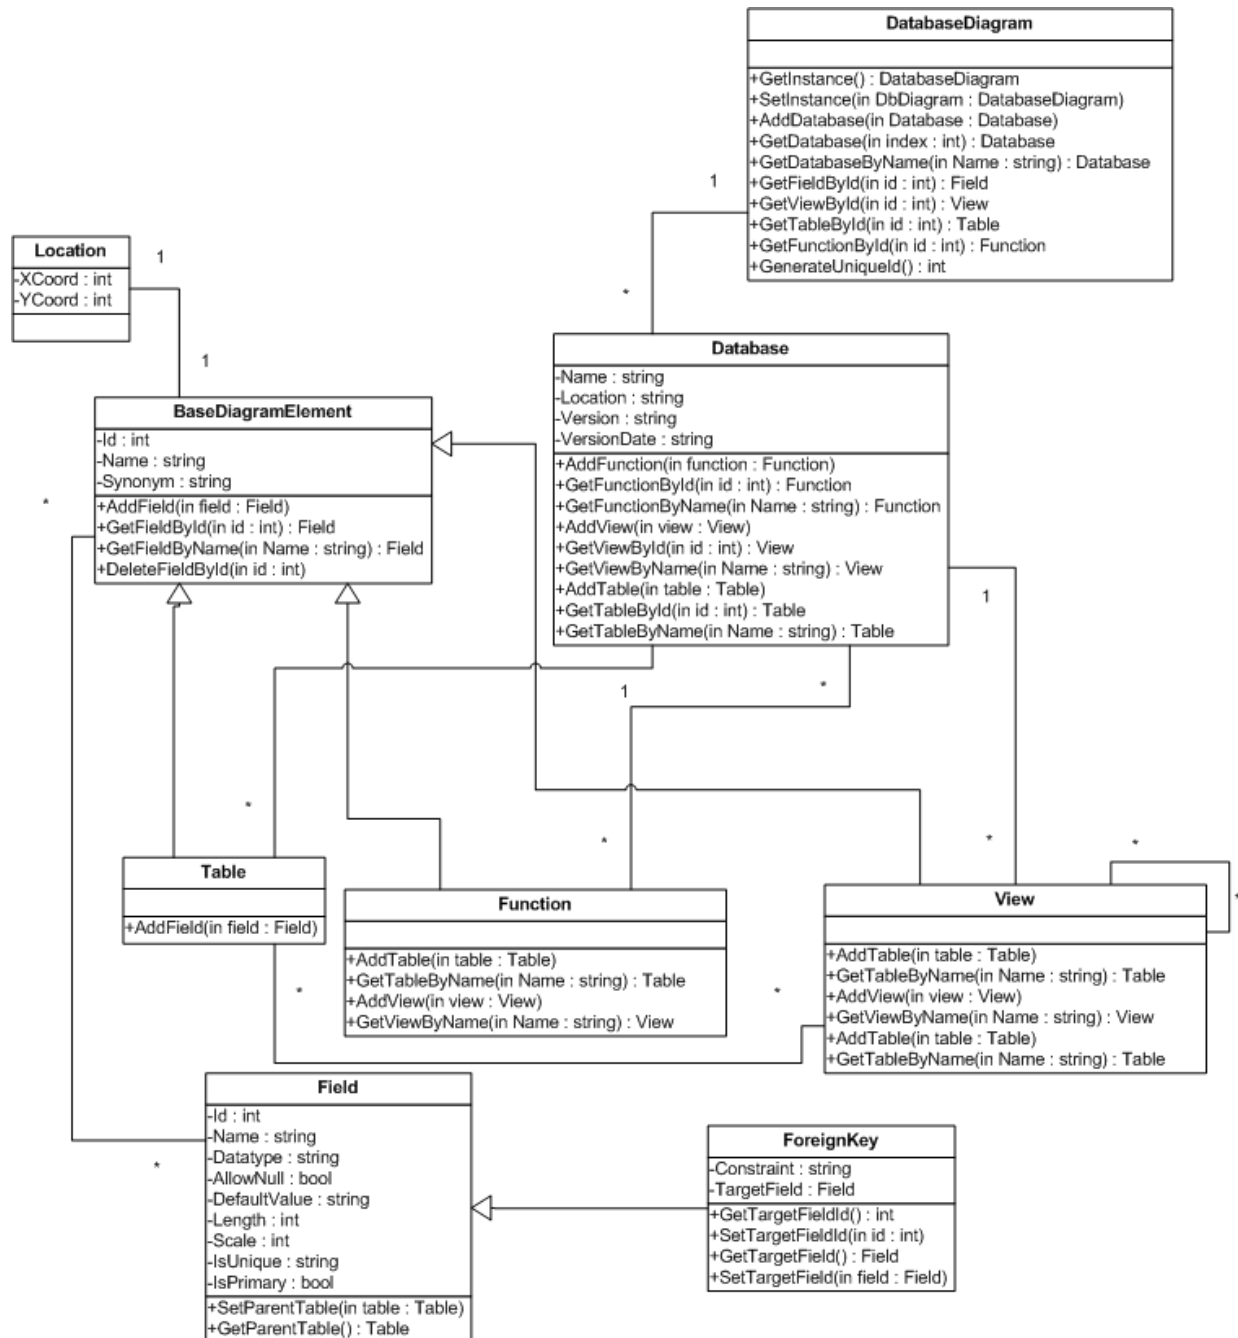 DatabaseDiagram
+GetInstance() : DatabaseDiagram
+SetInstance(in DbDiagram : DatabaseDiagram)
+AddDatabase(in Database : Database)
+GetDatabase(in index : int) : Database
+GetDatabaseByName(in Name : string) : Database
+GetFieldById(in id : int) : Field
+GetViewById(in id : int) : View
+GetTableById(in id : int) : Table
+GetFunctionById(in id : int) : Function
+GenerateUniqueId() : int
1
*
Location
-XCoord : int
-YCoord : int
1
1
Database
-Name : string
-Location : string
-Version : string
-VersionDate : string
+AddFunction(in function : Function)
+GetFunctionById(in id : int) : Function
+GetFunctionByName(in Name : string) : Function
+AddView(in view : View)
+GetViewById(in id : int) : View
+GetViewByName(in Name : string) : View
+AddTable(in table : Table)
+GetTableById(in id : int) : Table
+GetTableByName(in Name : string) : Table
BaseDiagramElement
-Id : int
-Name : string
-Synonym : string
+AddField(in field : Field)
+GetFieldById(in id : int) : Field
+GetFieldByName(in Name : string) : Field
+DeleteFieldById(in id : int)
*
1
1
*
*
*
*
*
*
Table
+AddField(in field : Field)
Function
+AddTable(in table : Table)
+GetTableByName(in Name : string) : Table
+AddView(in view : View)
+GetViewByName(in Name : string) : View
View
+AddTable(in table : Table)
+GetTableByName(in Name : string) : Table
+AddView(in view : View)
+GetViewByName(in Name : string) : View
+AddTable(in table : Table)
+GetTableByName(in Name : string) : Table
*
*
Field
-Id : int
-Name : string
-Datatype : string
-AllowNull : bool
-DefaultValue : string
-Length : int
-Scale : int
-IsUnique : string
-IsPrimary : bool
+SetParentTable(in table : Table)
+GetParentTable() : Table
*
ForeignKey
-Constraint : string
-TargetField : Field
+GetTargetFieldId() : int
+SetTargetFieldId(in id : int)
+GetTargetField() : Field
+SetTargetField(in field : Field)